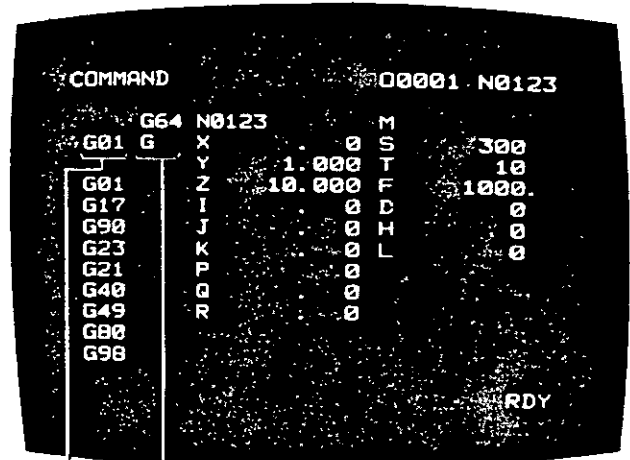 COMMAND O0001 N0123
G64 N0123 M
G01 G X . 0 S 300
Y 1.000 T 10
G01 Z 10.000 F 1000.
G17 I . 0 D 0
G90 J . 0 H 0
G23 K . 0 L 0
G21 P 0
G40 Q . 0
G49 R . 0
G80
G98
RDY